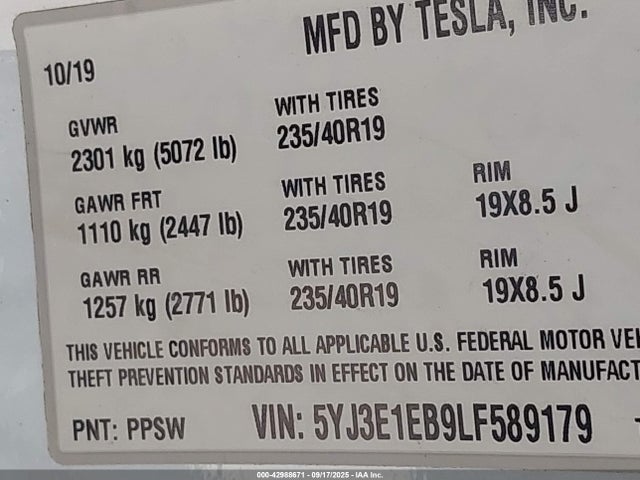 MFD BY TESLA, INC.
10/19
GVWR
2301 kg (5072 lb)
WITH TIRES
235/40R19
GAWR FRT
1110 kg (2447 lb)
WITH TIRES
235/40R19
RIM
19X8.5 J
GAWR RR
1257 kg (2771 lb)
WITH TIRES
235/40R19
RIM
19X8.5 J
THIS VEHICLE CONFORMS TO ALL APPLICABLE U.S. FEDERAL MOTOR VEH
THEFT PREVENTION STANDARDS IN EFFECT ON THE DATE OF MANUFACT
PNT: PPSW
VIN: 5YJ3E1EB9LF589179
000-42988671 - 09/17/2025 - IAA Inc.